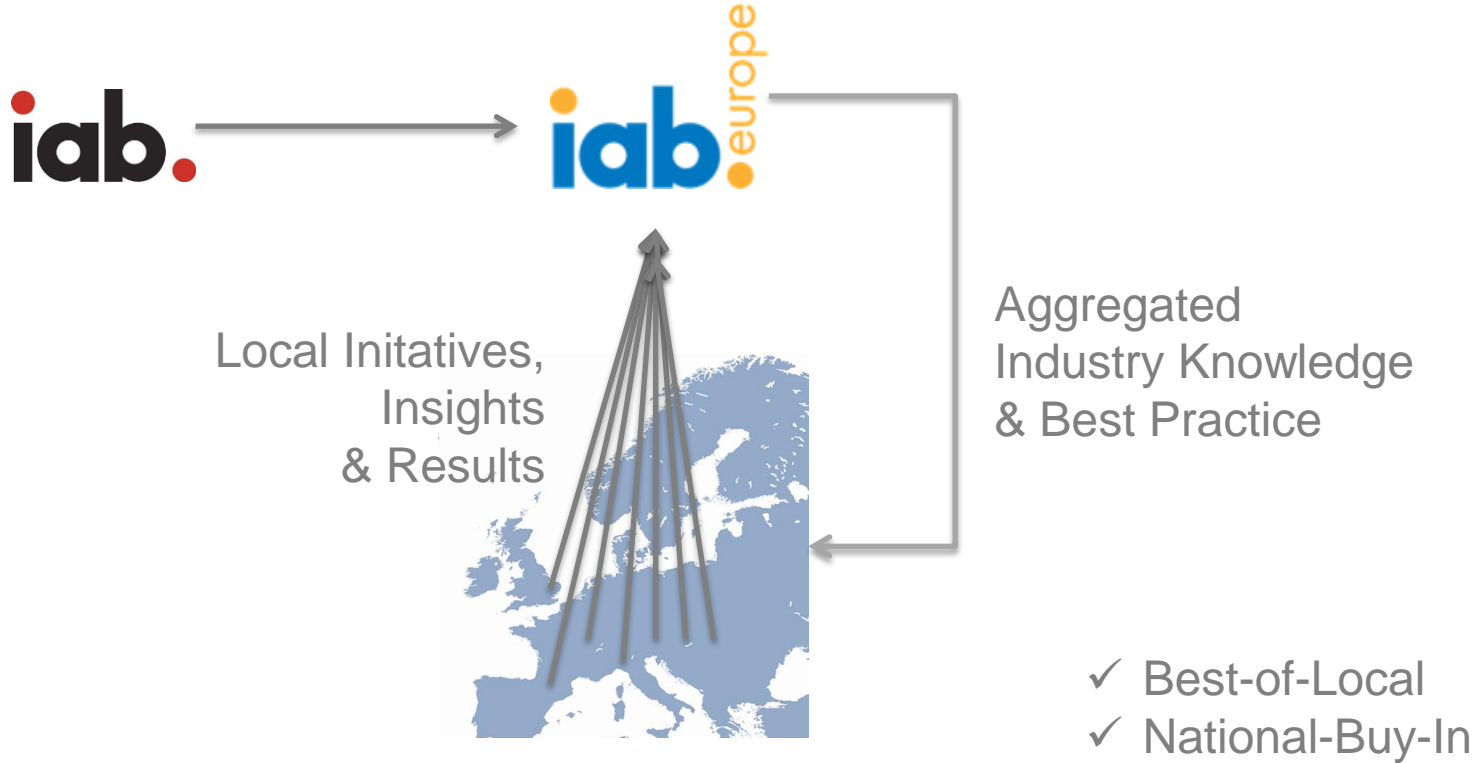 iab.
iab.europe
Local Initatives,
Insights
& Results
Aggregated
Industry Knowledge
& Best Practice
✓ Best-of-Local
✓ National-Buy-In